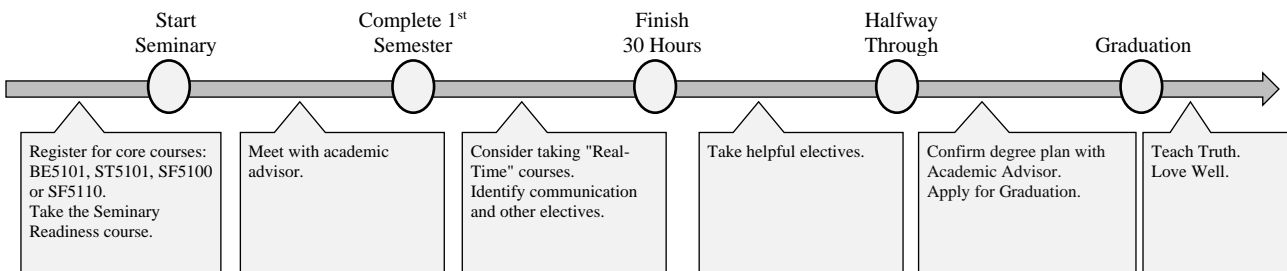 Start
Seminary
Complete 1st
Semester
Finish
30 Hours
Halfway
Through
Graduation
Register for core courses:
BE5101, ST5101, SF5100
or SF5110.
Take the Seminary
Readiness course.
Meet with academic
advisor.
Consider taking "Real-
Time" courses.
Identify communication
and other electives.
Take helpful electives.
Confirm degree plan with
Academic Advisor.
Apply for Graduation.
Teach Truth.
Love Well.